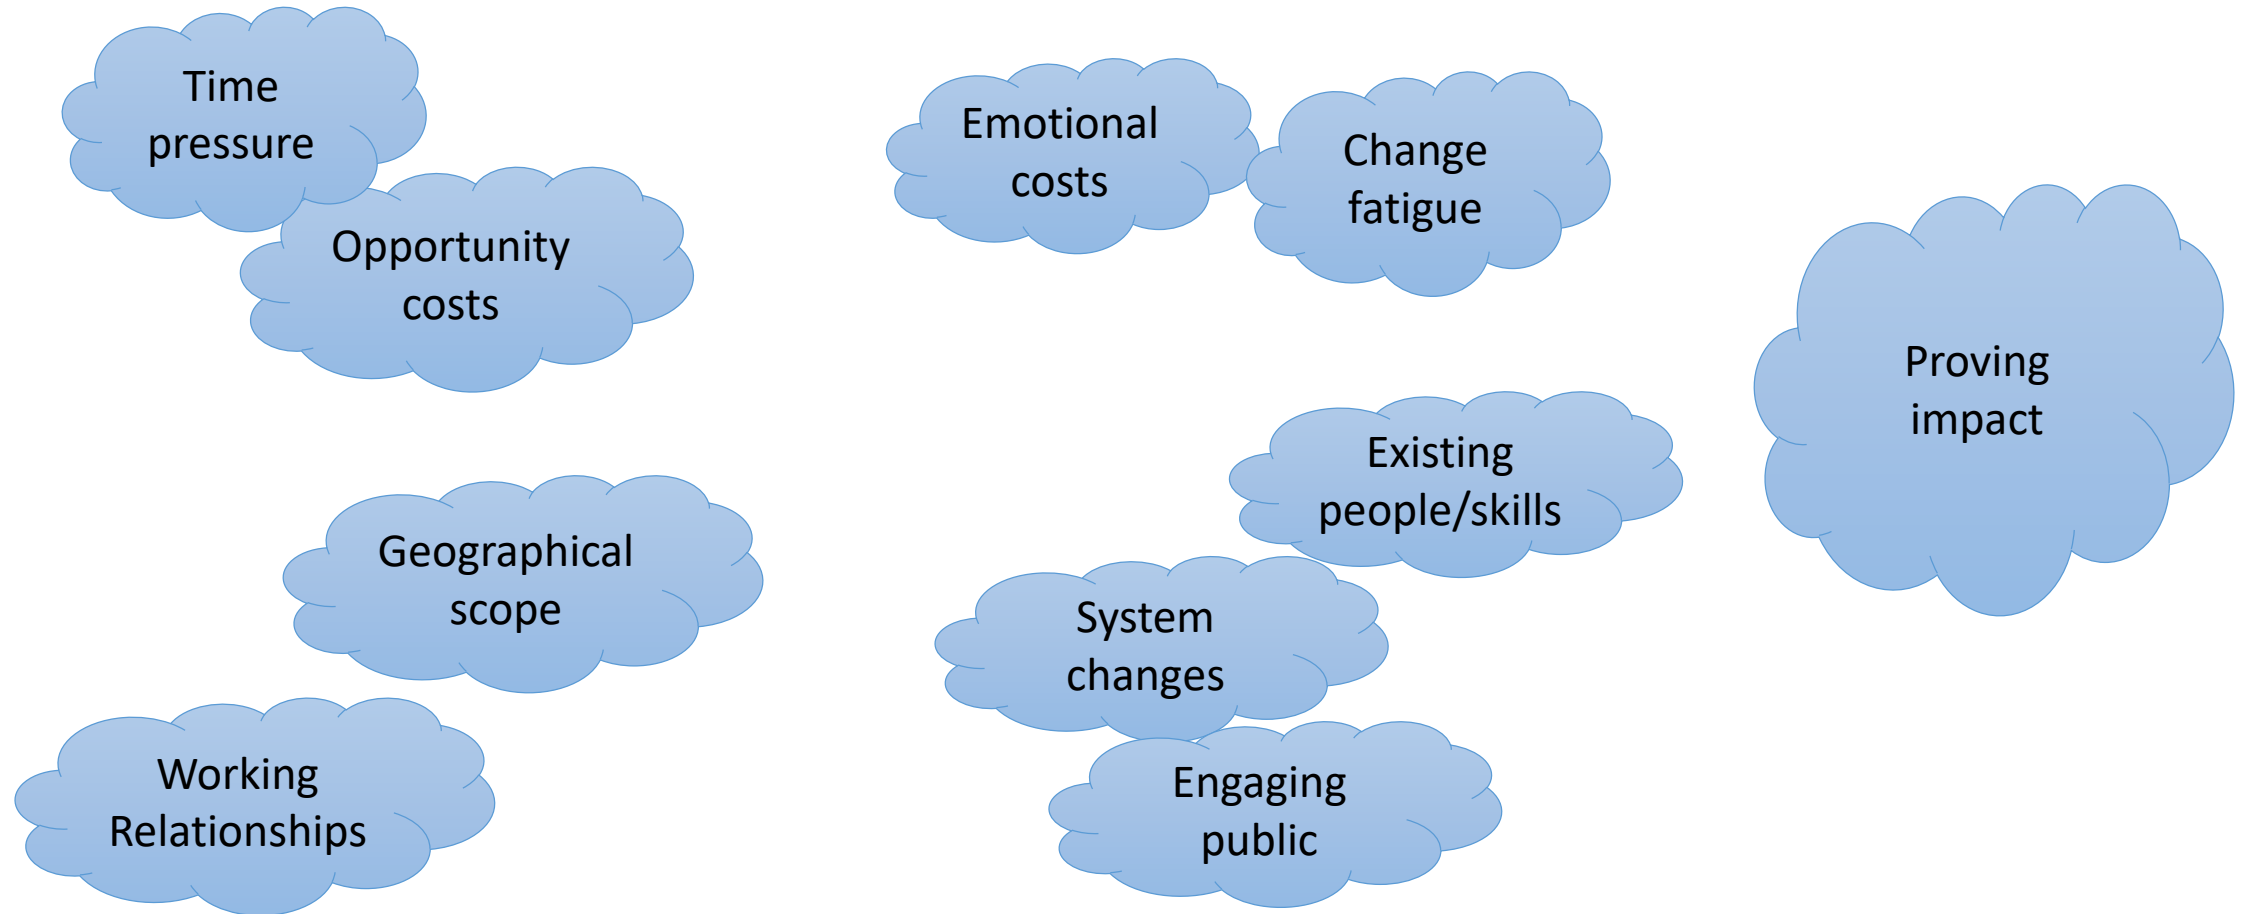 Time
pressure
Opportunity
costs
Emotional
costs
Change
fatigue
Proving
impact
Existing
people/skills
Geographical
scope
System
changes
Working
Relationships
Engaging
public